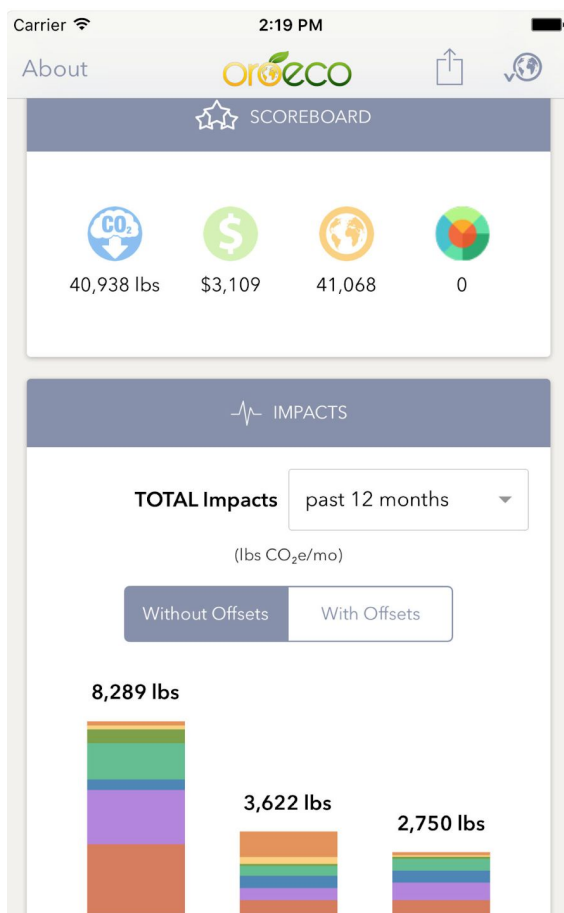 Carrier 2:19 PM
About oroeco
SCOREBOARD
CO₂
$
40,938 lbs $3,109 41,068 0
IMPACTS
TOTAL Impacts past 12 months
(lbs CO₂e/mo)
Without Offsets With Offsets
8,289 lbs
3,622 lbs
2,750 lbs